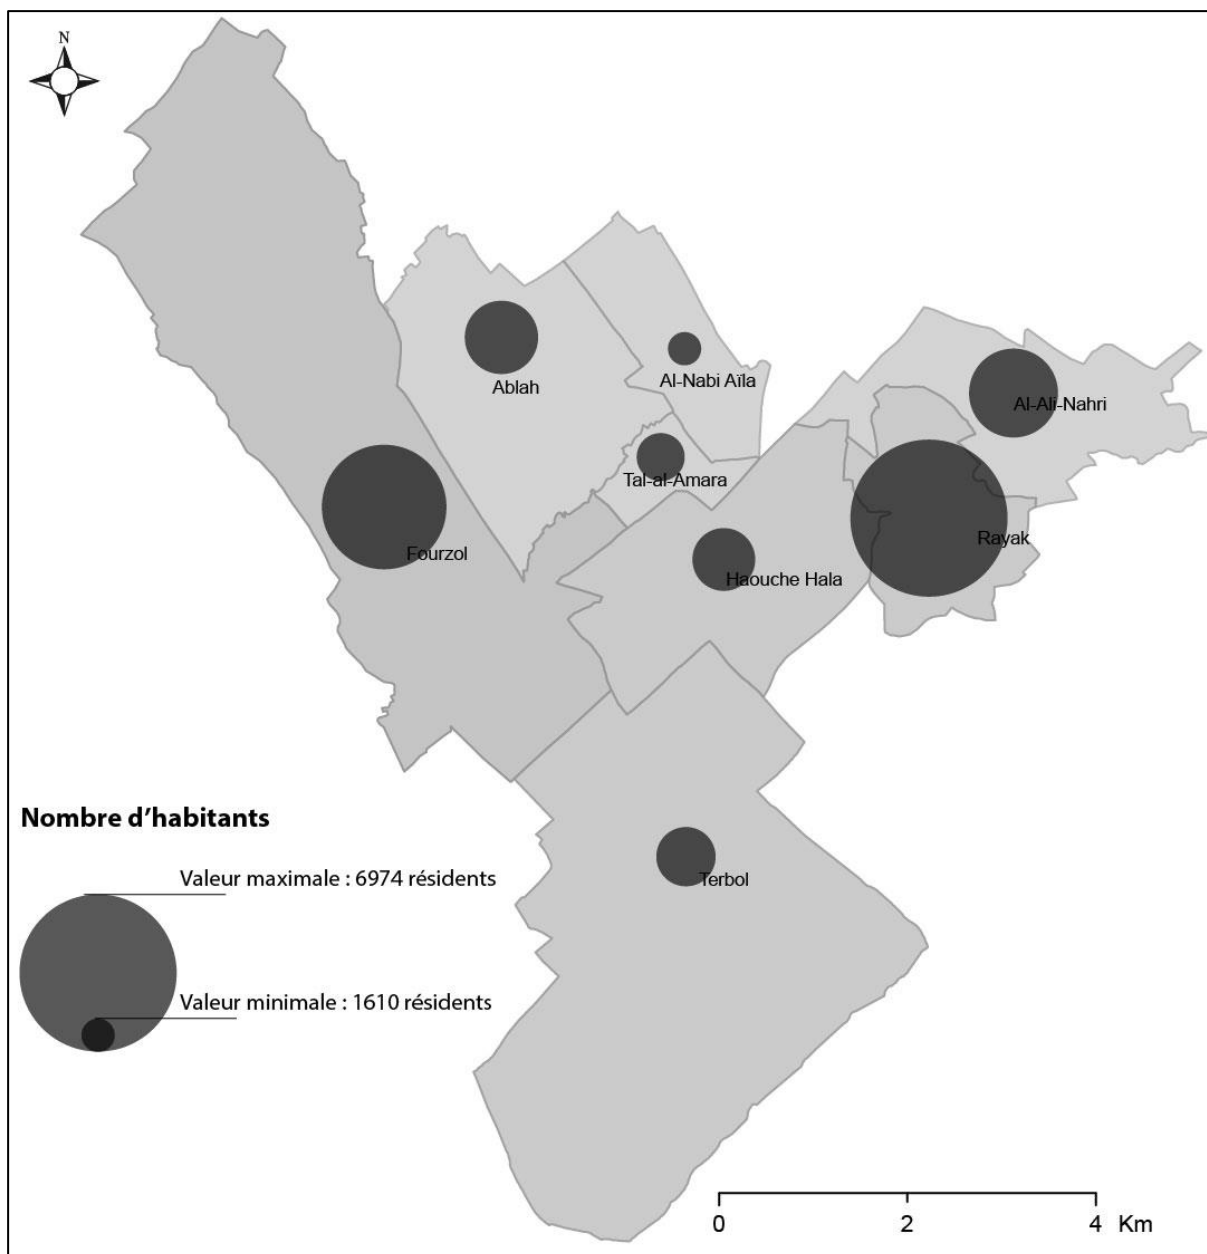 N
Ablah
Al-Nabi Aïla
Al-Ali-Nahri
Tal-al-Amara
Fourzol
Rayak
Haouche Hala
Terbol
Nombre d’habitants
Valeur maximale : 6974 résidents
Valeur minimale : 1610 résidents
0 2 4 Km